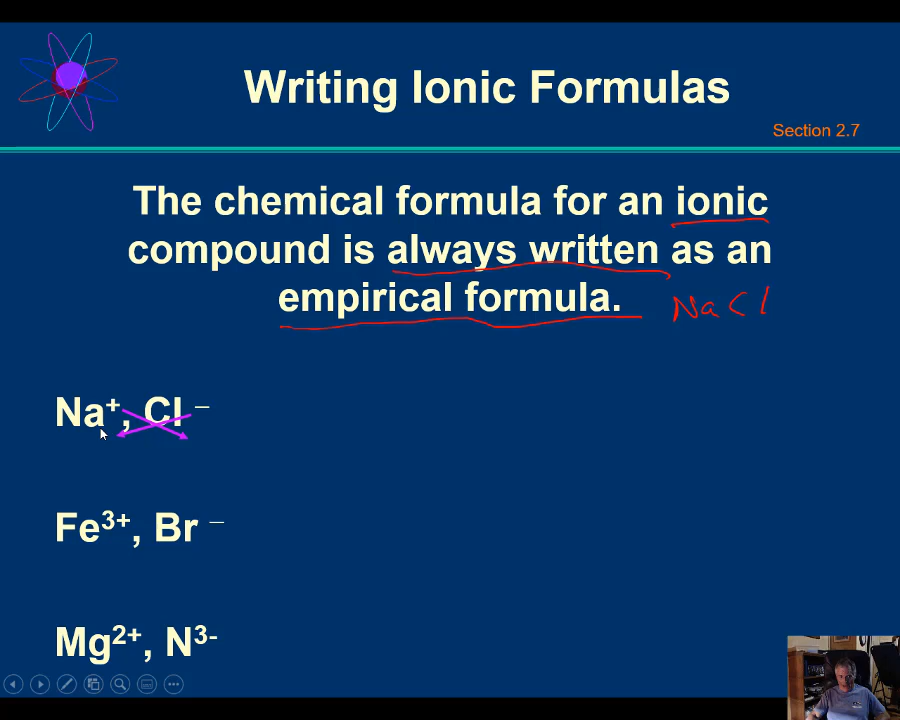 Writing Ionic Formulas
Section 2.7
The chemical formula for an ionic
compound is always written as an
empirical formula.
NaCl
Na⁺, Cl ⁻
Fe³⁺, Br ⁻
Mg²⁺, N³⁻